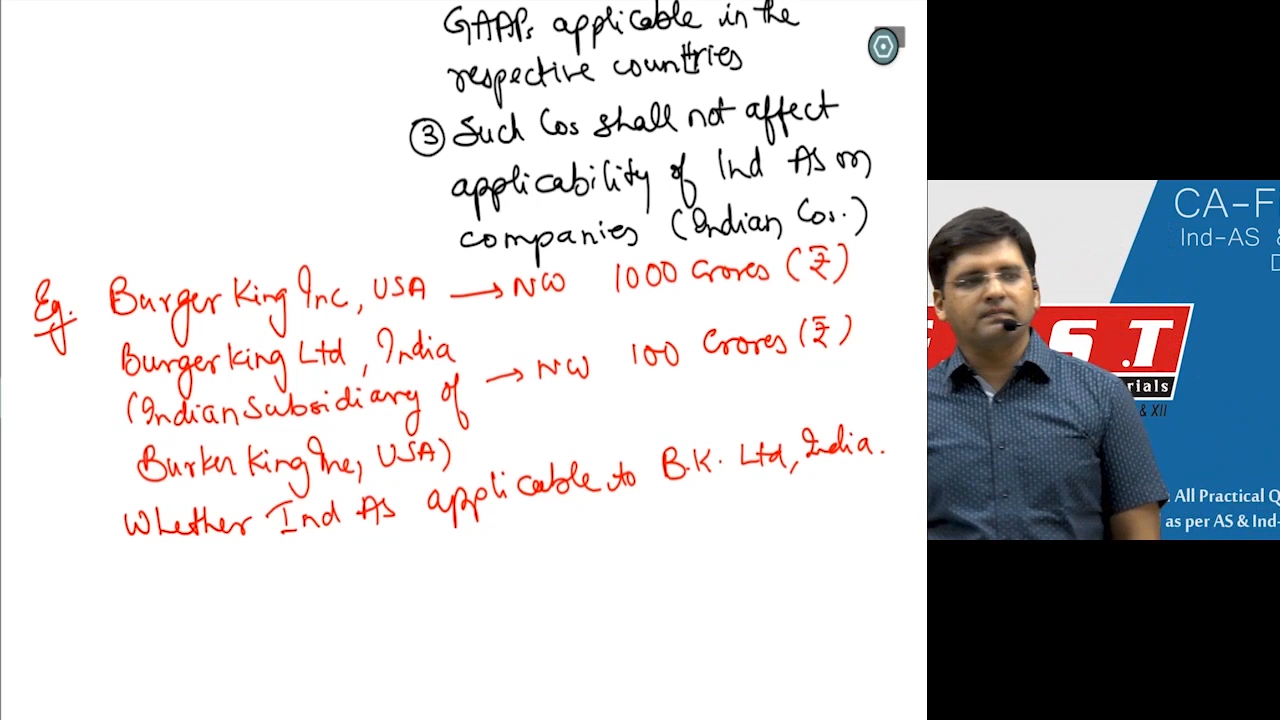 GAAPs applicable in the
respective countries
③ Such Cos shall not affect
applicability of Ind AS on
companies (Indian Cos.)
Eg. Burger King Inc, USA → NW 1000 Crores (₹)
Burger King Ltd, India
(Indian Subsidiary of → NW 100 Crores (₹)
Burker King Inc, USA)
Whether Ind AS applicable to B.K. Ltd, India.
CA-F
Ind-AS &
D
S.T
rials
& XII
All Practical Q
as per AS & Ind-